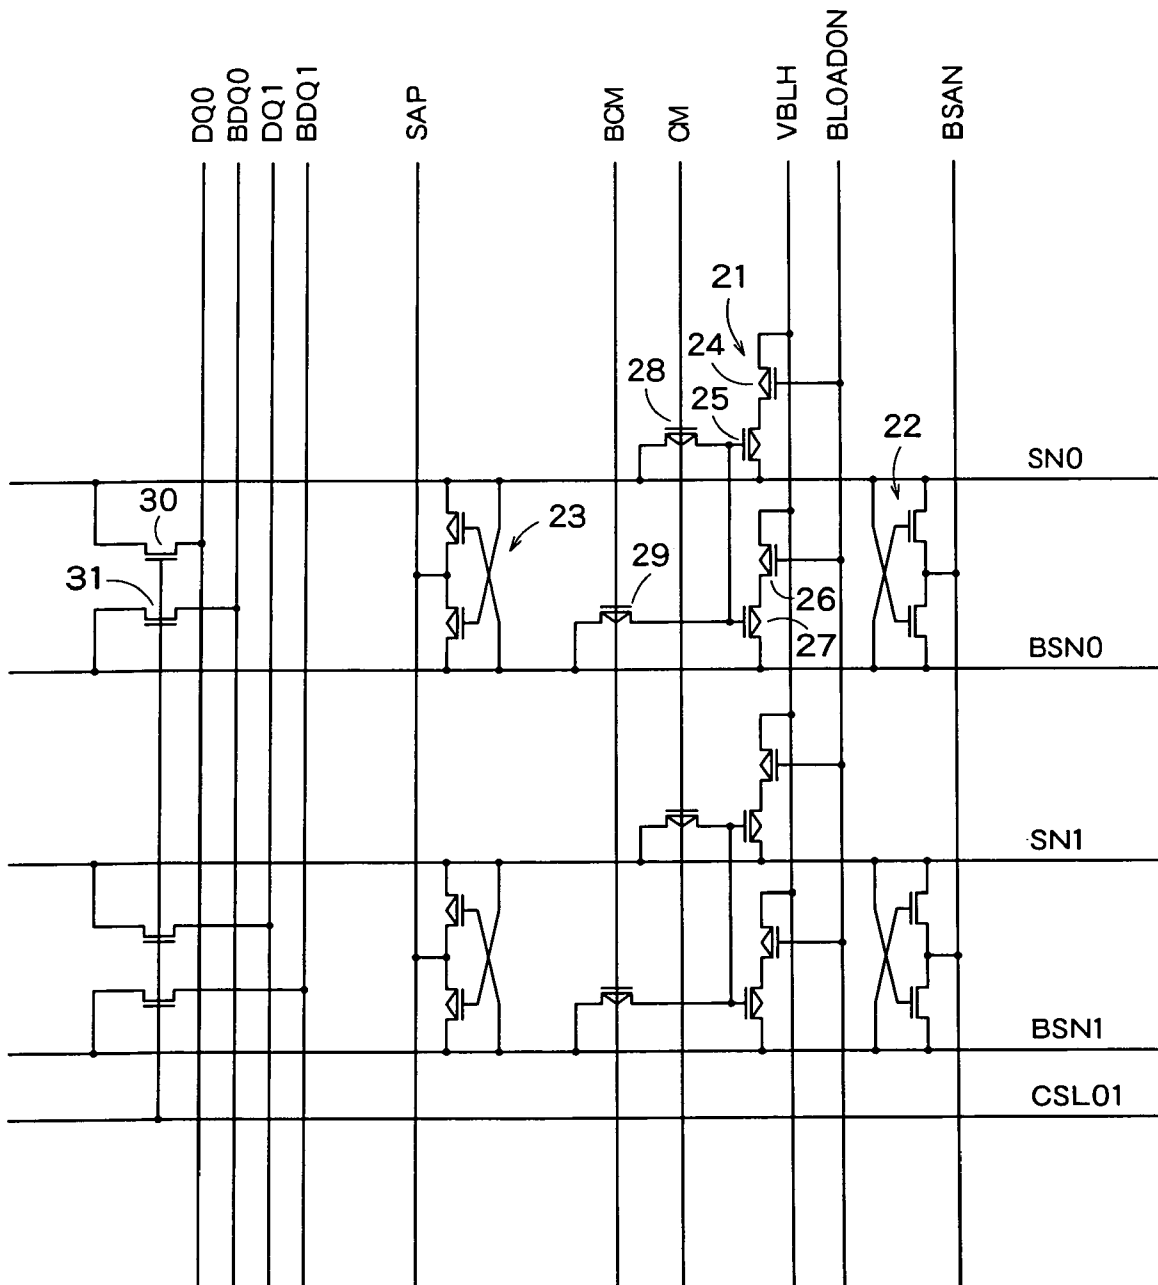 DQ0
BDQ0
DQ1
BDQ1
SAP
BCM
CM
VBLH
BLOADON
BSAN
21
24
28
25
22
SN0
30
23
29
31
26
27
BSN0
SN1
BSN1
CSL01